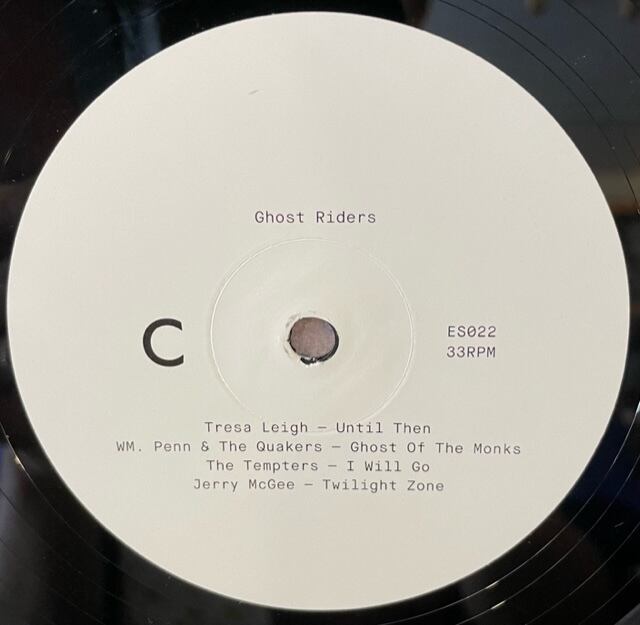 Ghost Riders
C
ES022
33RPM
Tresa Leigh — Until Then
WM. Penn & The Quakers — Ghost Of The Monks
The Tempters — I Will Go
Jerry McGee — Twilight Zone